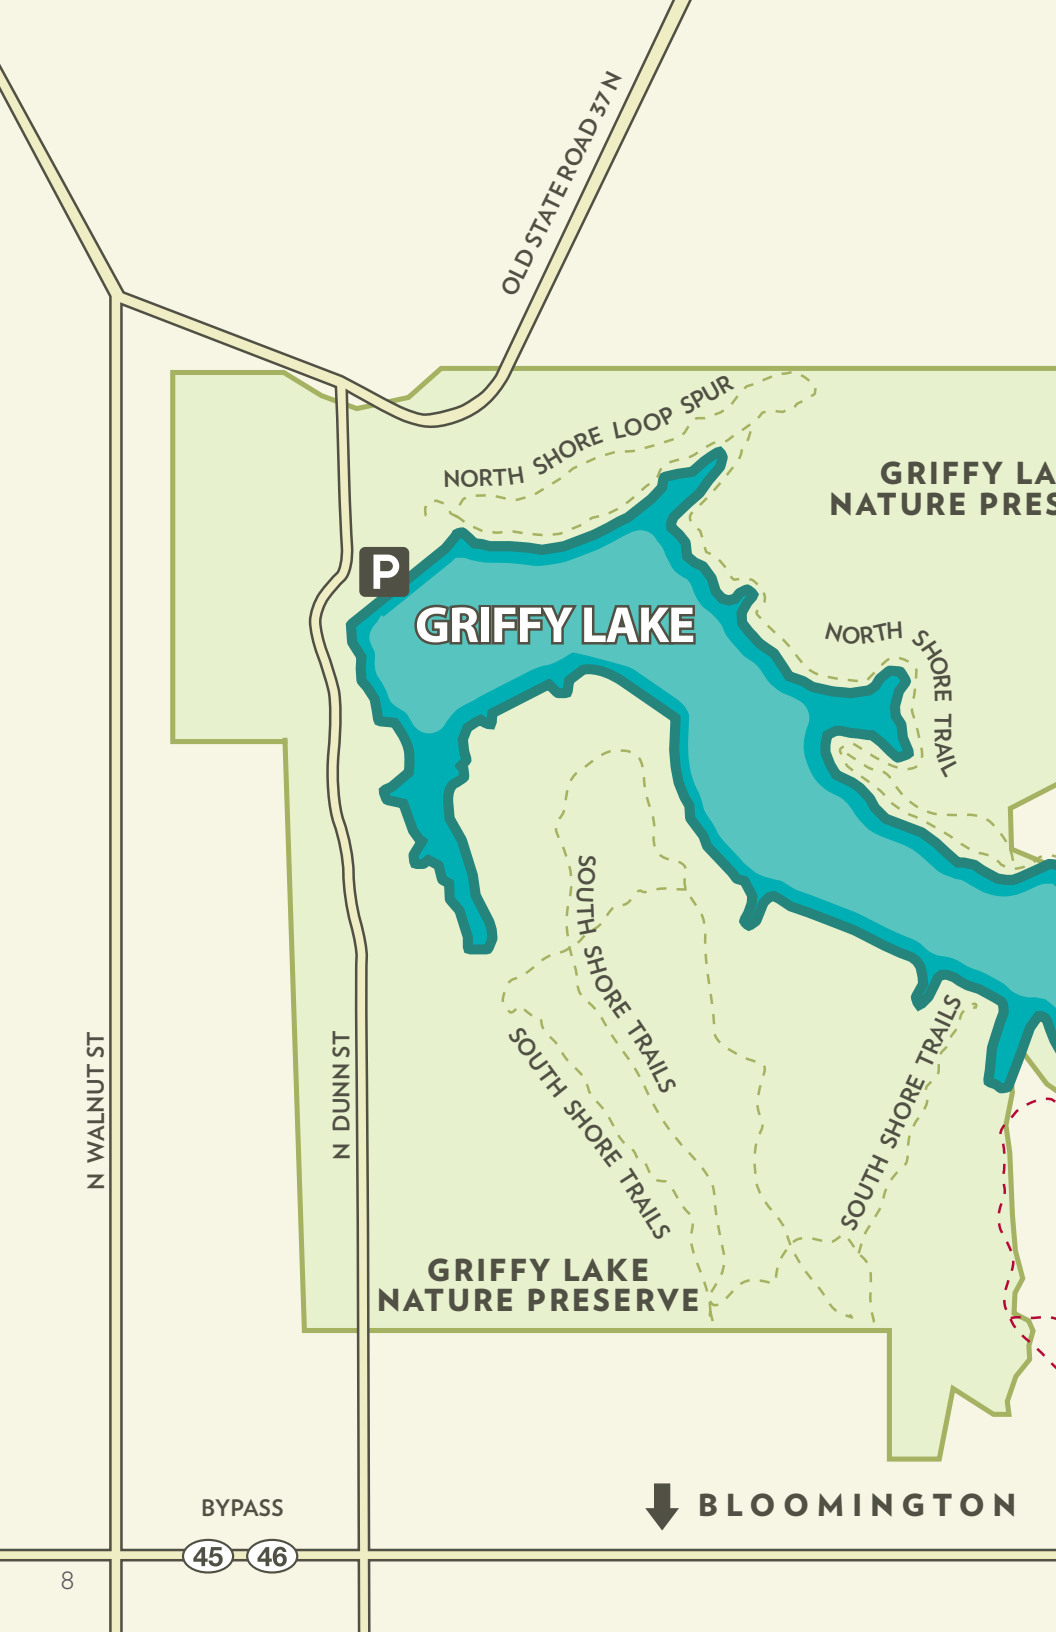 OLD STATE ROAD 37 N
NORTH SHORE LOOP SPUR
GRIFFY LA
NATURE PRES
P
GRIFFY LAKE
NORTH SHORE TRAIL
SOUTH SHORE TRAILS
SOUTH SHORE TRAILS
SOUTH SHORE TRAILS
N WALNUT ST
N DUNN ST
GRIFFY LAKE
NATURE PRESERVE
BLOOMINGTON
BYPASS
45 46
8